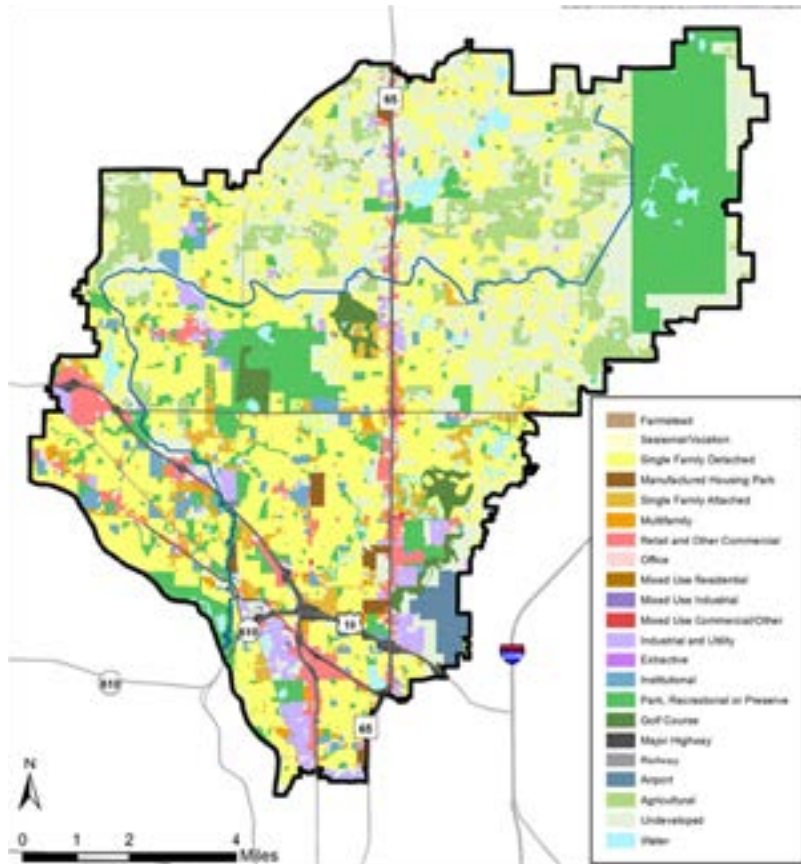 65
610
10
65
610
N
0 1 2 4
Miles
Farmstead
Seasonal/Vacation
Single Family Detached
Manufactured Housing Park
Single Family Attached
Multifamily
Retail and Other Commercial
Office
Mixed Use Residential
Mixed Use Industrial
Mixed Use Commercial/Other
Industrial and Utility
Extractive
Institutional
Park, Recreational or Preserve
Golf Course
Major Highway
Railway
Airport
Agricultural
Undeveloped
Water